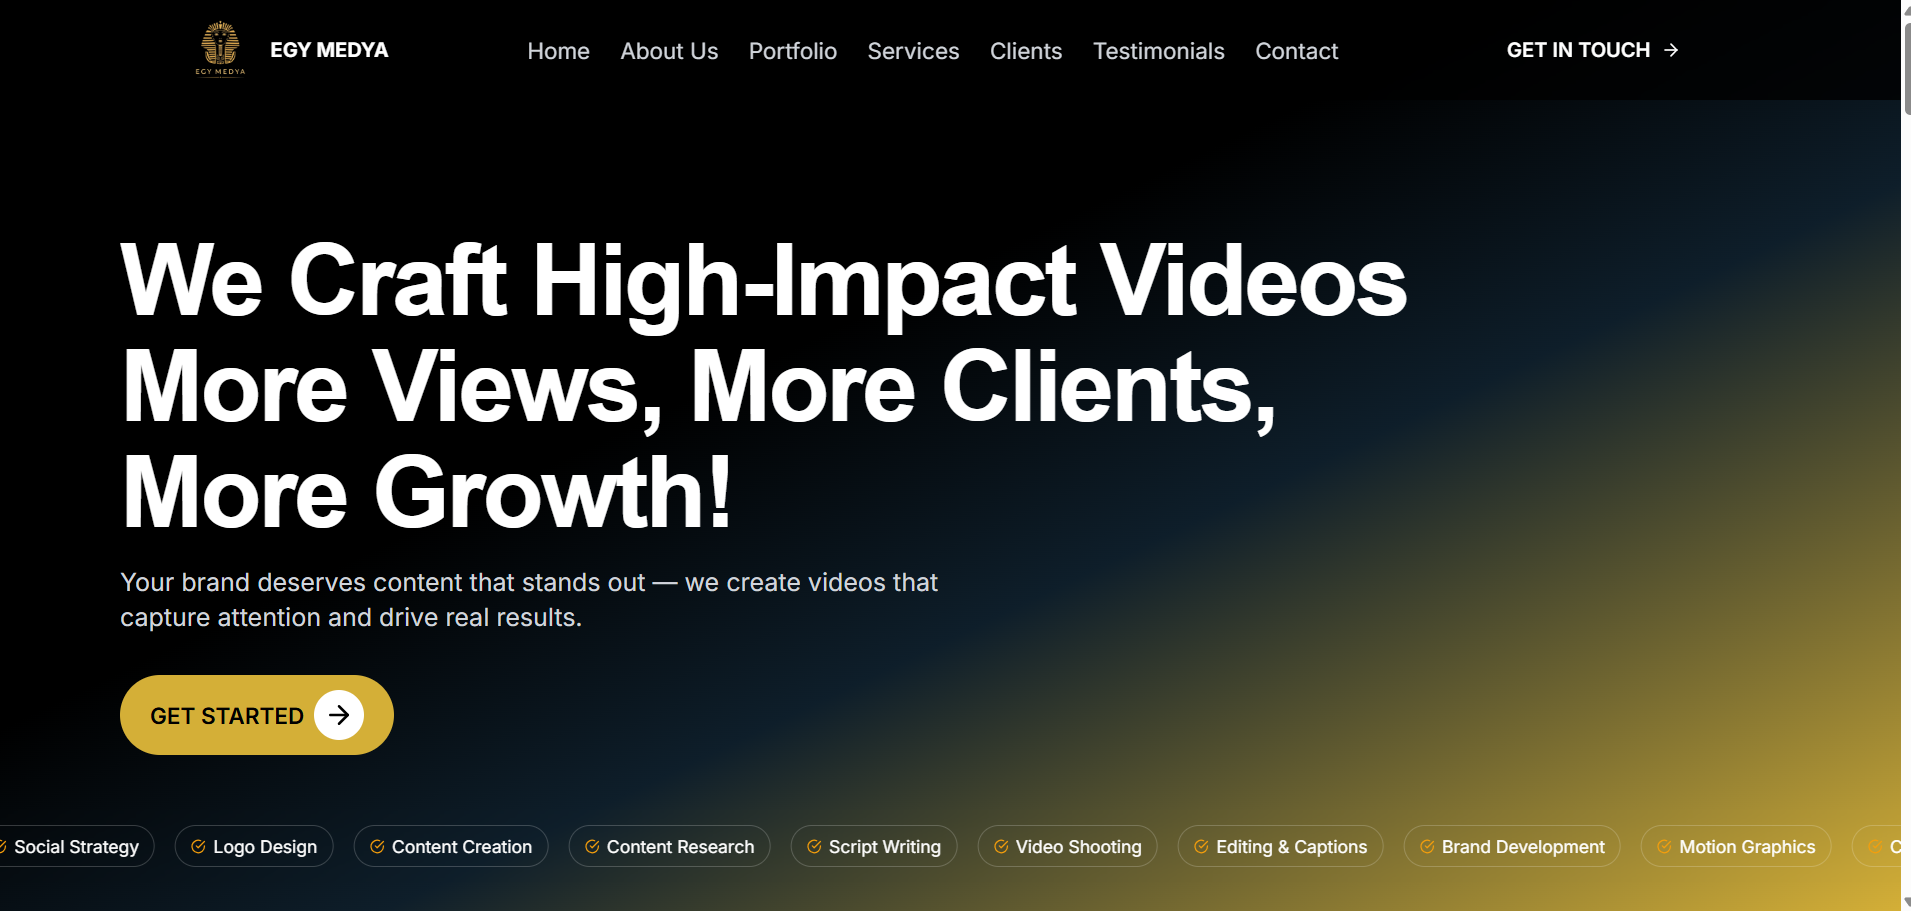 EGY MEDYA
EGY MEDYA
Home
About Us
Portfolio
Services
Clients
Testimonials
Contact
GET IN TOUCH
We Craft High-Impact Videos
More Views, More Clients,
More Growth!
Your brand deserves content that stands out — we create videos that
capture attention and drive real results.
GET STARTED
Social Strategy
Logo Design
Content Creation
Content Research
Script Writing
Video Shooting
Editing & Captions
Brand Development
Motion Graphics